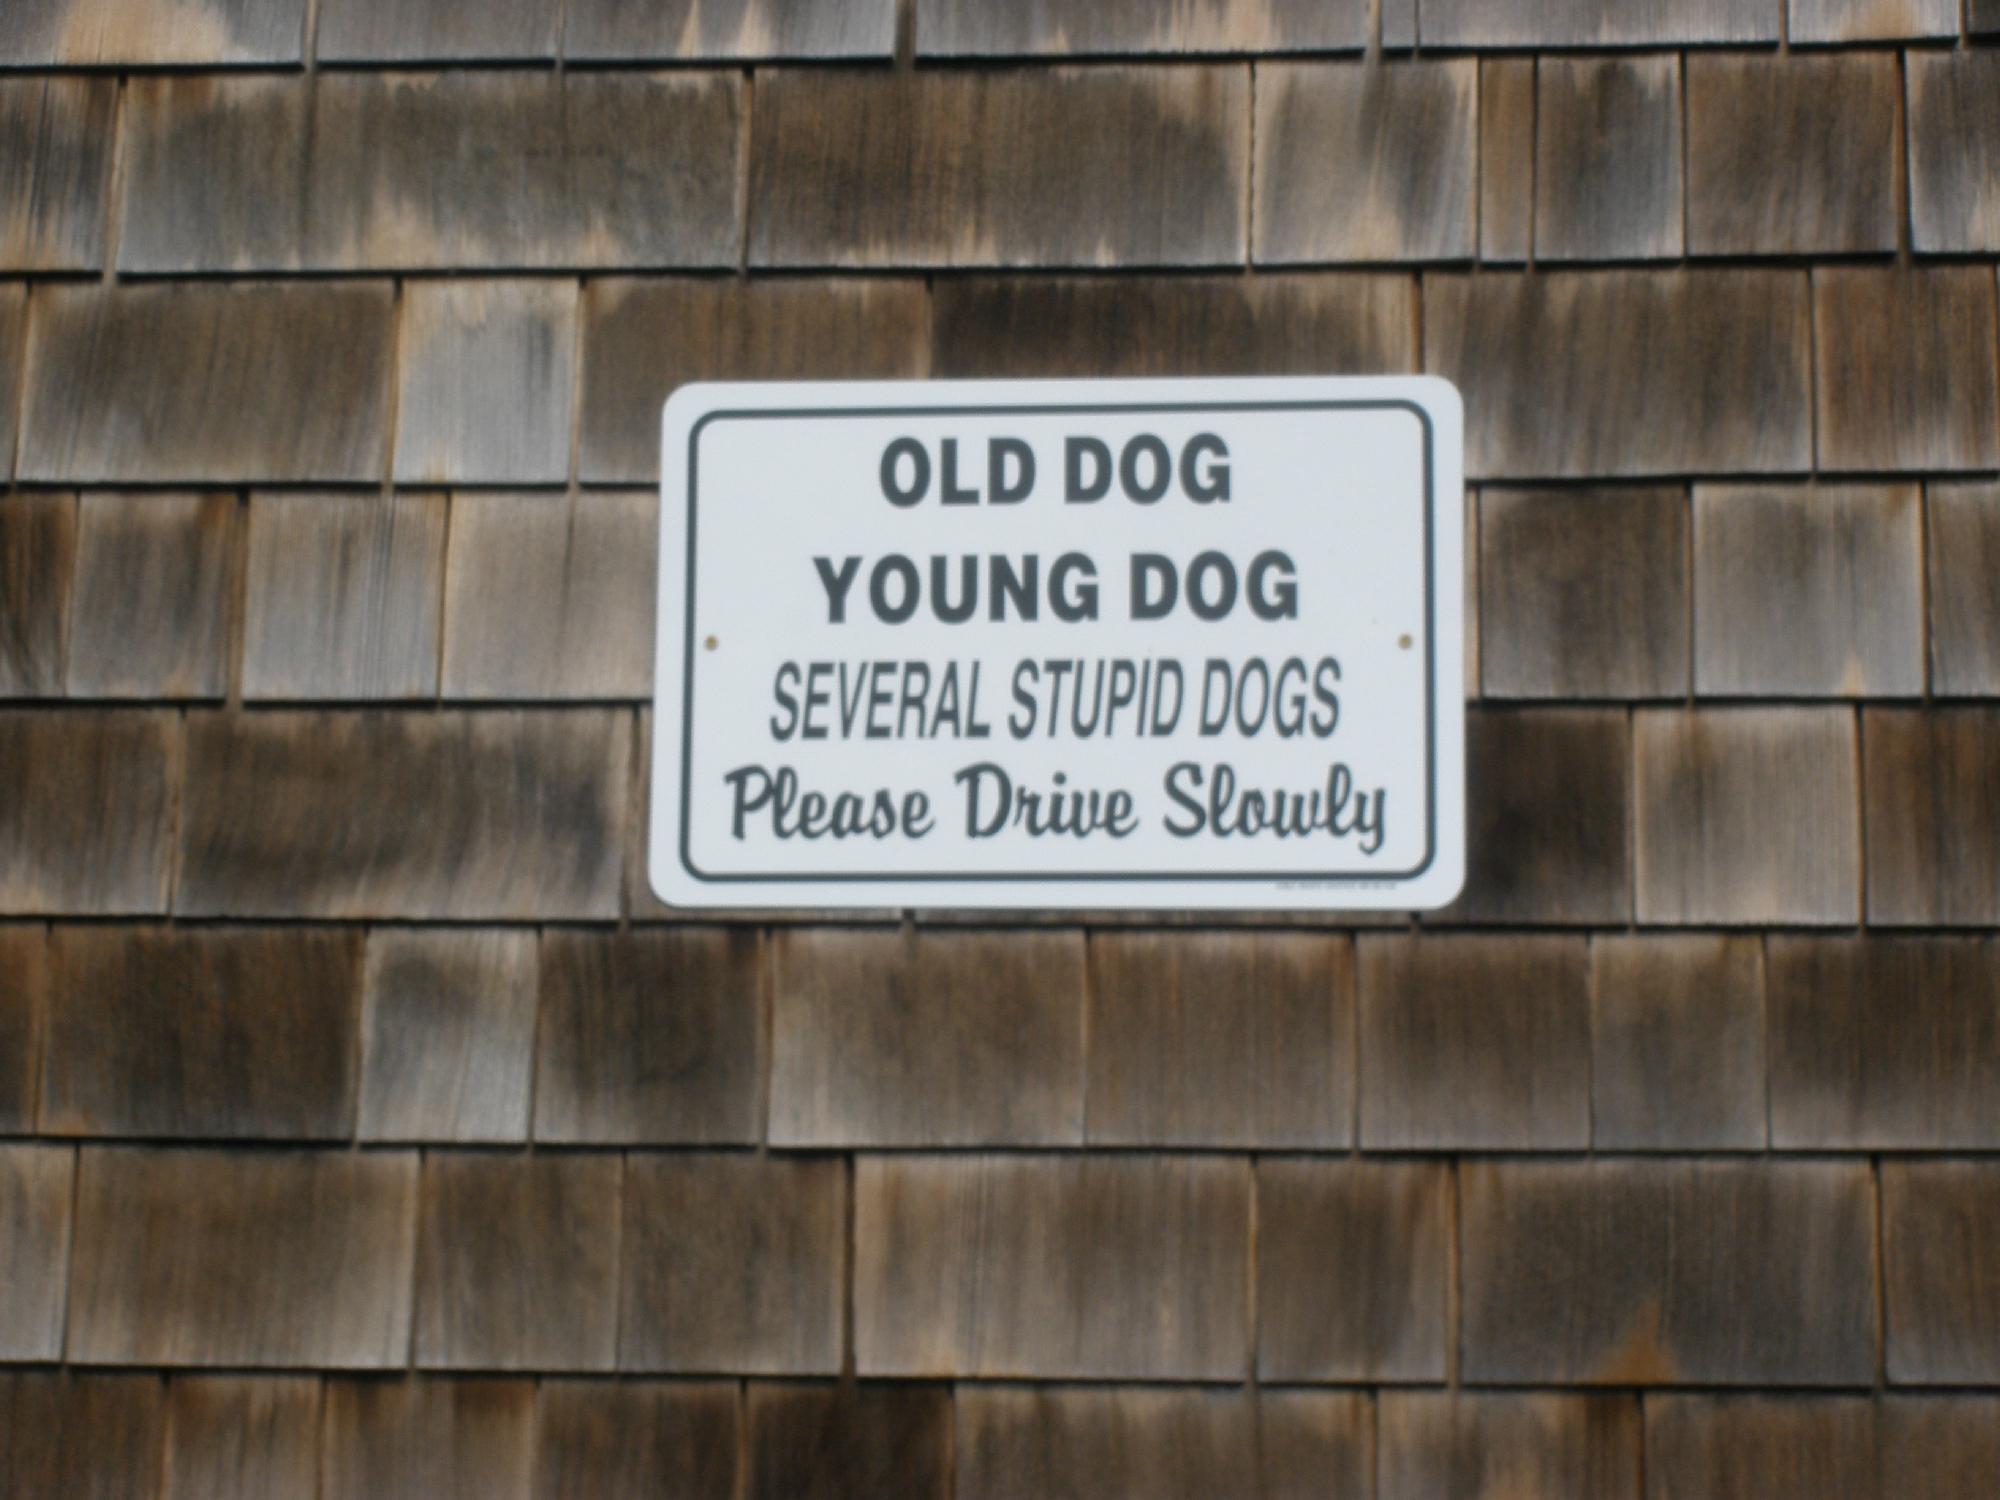 OLD DOG
YOUNG DOG
SEVERAL STUPID DOGS
Please Drive Slowly